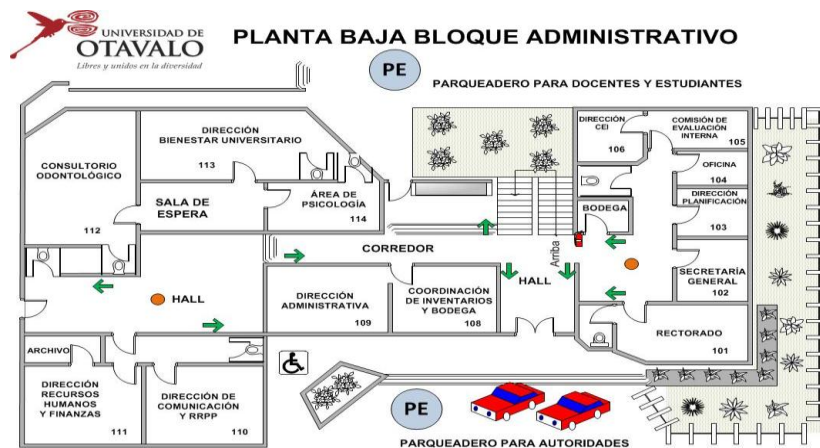 UNIVERSIDAD DE
OTAVALO
Libres y unidos en la diversidad
PLANTA BAJA BLOQUE ADMINISTRATIVO
PE
PARQUEADERO PARA DOCENTES Y ESTUDIANTES
CONSULTORIO
ODONTOLÓGICO
112
DIRECCIÓN
BIENESTAR UNIVERSITARIO
113
SALA DE
ESPERA
ÁREA DE
PSICOLOGÍA
114
DIRECCIÓN
CEI
106
COMISIÓN DE
EVALUACIÓN
INTERNA
105
OFICINA
104
DIRECCIÓN
PLANIFICACIÓN
103
BODEGA
SECRETARÍA
GENERAL
102
RECTORADO
101
CORREDOR
Arriba
HALL
HALL
DIRECCIÓN
ADMINISTRATIVA
109
COORDINACIÓN
DE INVENTARIOS
Y BODEGA
108
ARCHIVO
DIRECCIÓN
RECURSOS
HUMANOS
Y FINANZAS
111
DIRECCIÓN DE
COMUNICACIÓN
Y RRPP
110
PE
PARQUEADERO PARA AUTORIDADES